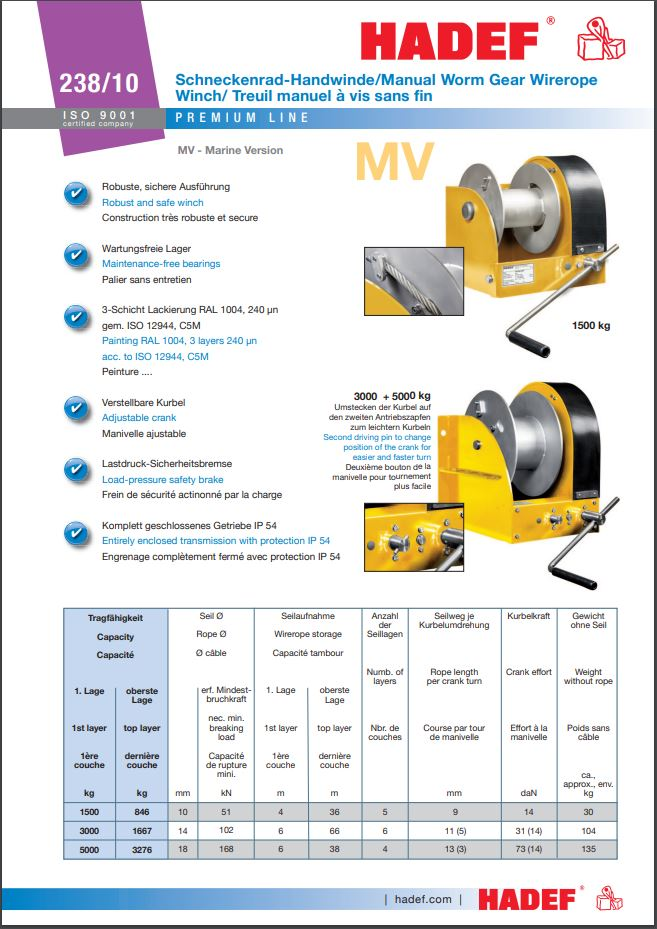 HADEF ®
238/10
Schneckenrad-Handwinde/Manual Worm Gear Wirerope
Winch/ Treuil manuel à vis sans fin
ISO 9001
certified company
PREMIUM LINE
MV - Marine Version
MV
Robuste, sichere Ausführung
Robust and safe winch
Construction très robuste et secure
Wartungsfreie Lager
Maintenance-free bearings
Palier sans entretien
3-Schicht Lackierung RAL 1004, 240 µn
gem. ISO 12944, C5M
Painting RAL 1004, 3 layers 240 µn
acc. to ISO 12944, C5M
Peinture ....
Verstellbare Kurbel
Adjustable crank
Manivelle ajustable
Lastdruck-Sicherheitsbremse
Load-pressure safety brake
Frein de sécurité actinonné par la charge
Komplett geschlossenes Getriebe IP 54
Entirely enclosed transmission with protection IP 54
Engrenage complètement fermé avec protection IP 54
1500 kg
3000 + 5000 kg
Umstecken der Kurbel auf
den zweiten Antriebszapfen
zum leichtern Kurbeln
Second driving pin to change
position of the crank for
easier and faster turn
Deuxième bouton de la
manivelle pour tournement
plus facile
Tragfähigkeit Seil Ø Seilaufnahme Anzahl der Seillagen Seilweg je Kurbelumdrehung Kurbelkraft Gewicht ohne Seil
Capacity Rope Ø Wirerope storage
Capacité Ø câble Capacité tambour
Numb. of layers Rope length per crank turn Crank effort Weight without rope
1. Lage oberste Lage erf. Mindest-bruchkraft 1. Lage oberste Lage
1st layer top layer nec. min. breaking load 1st layer top layer Nbr. de couches Course par tour de manivelle Effort à la manivelle Poids sans câble
1ère couche dernière couche Capacité de rupture mini. 1ère couche dernière couche
ca., approx., env.
kg kg mm kN m m mm daN kg
1500 846 10 51 4 36 5 9 14 30
3000 1667 14 102 6 66 6 11 (5) 31 (14) 104
5000 3276 18 168 6 38 4 13 (3) 73 (14) 135
| hadef.com | HADEF ®